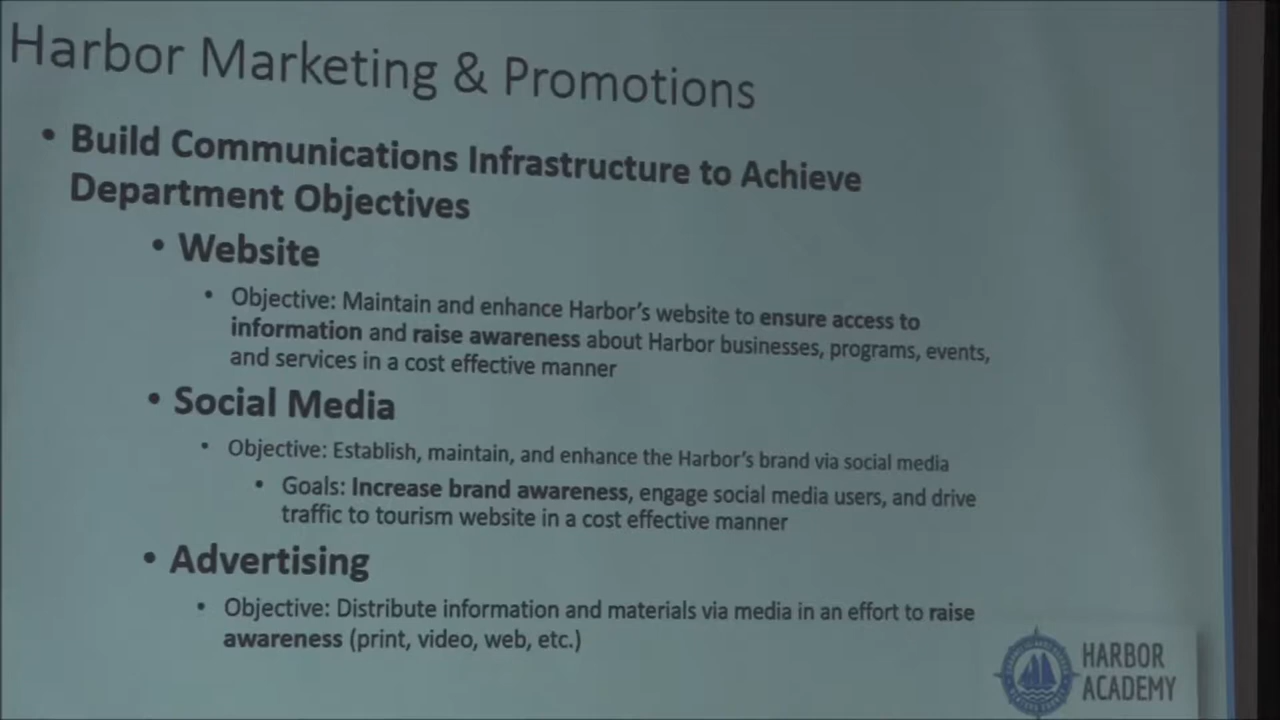 Harbor Marketing & Promotions
• Build Communications Infrastructure to Achieve
Department Objectives
• Website
• Objective: Maintain and enhance Harbor's website to ensure access to
information and raise awareness about Harbor businesses, programs, events,
and services in a cost effective manner
• Social Media
• Objective: Establish, maintain, and enhance the Harbor's brand via social media
• Goals: Increase brand awareness, engage social media users, and drive
traffic to tourism website in a cost effective manner
• Advertising
• Objective: Distribute information and materials via media in an effort to raise
awareness (print, video, web, etc.)
HARBOR
ACADEMY